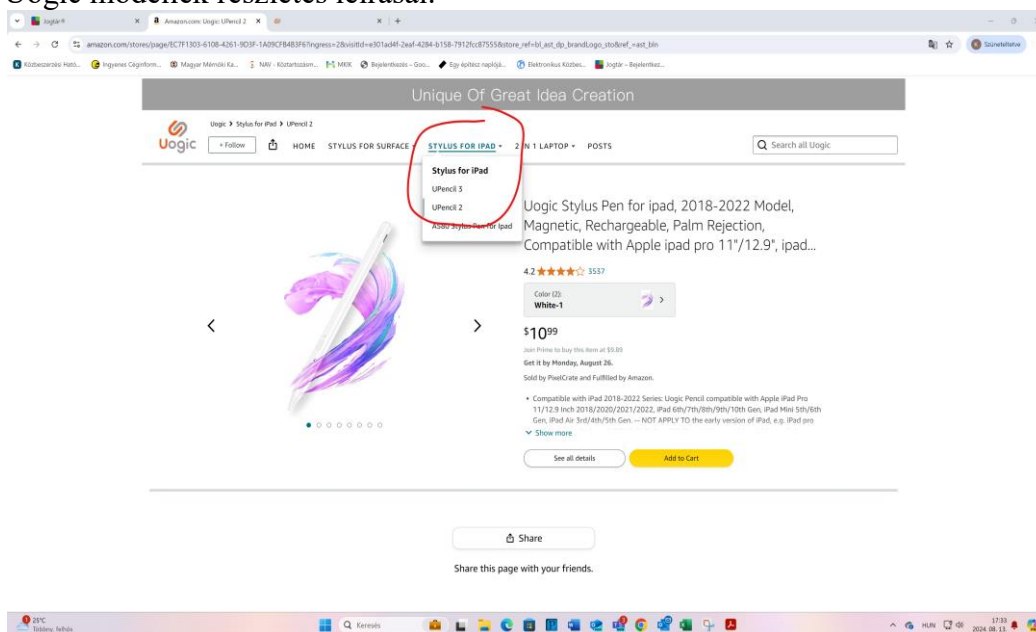 Uogic modellek részletes leírásai:
Jogtár®
Amazon.com: Uogic: UPencil 2
amazon.com/stores/page/EC7F1303-6108-4261-9D3F-1A09CFB4B3F6?ingress=2&visitId=e301ad4f-2eaf-4284-b158-7912fcc87555&store_ref=bl_ast_dp_brandLogo_sto&ref_=ast_bln
Szüneteltetve
Közbeszerzési Ható...
Ingyenes Céginform...
Magyar Mérnöki Ka...
NAV - Köztartozásm...
MKIK
Bejelentkezés – Goo...
Egy építész naplójá...
Elektronikus Közbes...
Jogtár - Bejelentkez...
Unique Of Great Idea Creation
Uogic
Uogic > Stylus for iPad > UPencil 2
+ Follow
HOME
STYLUS FOR SURFACE
STYLUS FOR IPAD
2 IN 1 LAPTOP
POSTS
Search all Uogic
Stylus for iPad
UPencil 3
UPencil 2
A580 Stylus Pen for Ipad
Uogic Stylus Pen for ipad, 2018-2022 Model,
Magnetic, Rechargeable, Palm Rejection,
Compatible with Apple ipad pro 11"/12.9", ipad...
4.2 3537
Color (2):
White-1
$10.99
Join Prime to buy this item at $9.89
Get it by Monday, August 26.
Sold by PixelCrate and Fulfilled by Amazon.
• Compatible with iPad 2018-2022 Series: Uogic Pencil compatible with Apple iPad Pro
11/12.9 Inch 2018/2020/2021/2022, iPad 6th/7th/8th/9th/10th Gen, iPad Mini 5th/6th
Gen, iPad Air 3rd/4th/5th Gen. -- NOT APPLY TO the early version of iPad, e.g. iPad pro
Show more
See all details
Add to Cart
Share
Share this page with your friends.
25°C
Többny. felhős
Keresés
HUN
17:33
2024. 08. 13.